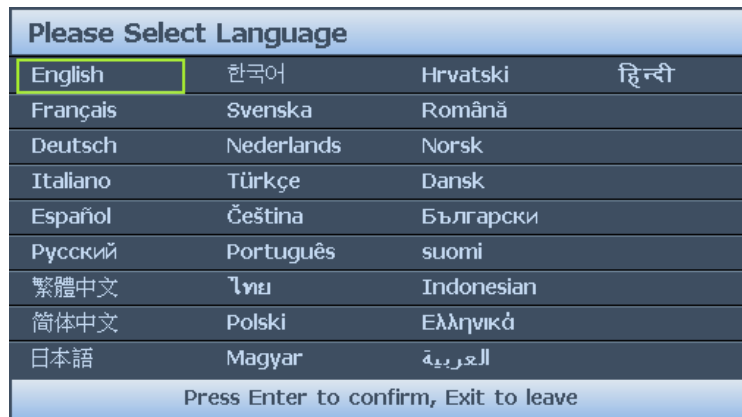 Please Select Language
English 한국어 Hrvatski हिन्दी
Français Svenska Română
Deutsch Nederlands Norsk
Italiano Türkçe Dansk
Español Čeština Български
Русский Português suomi
繁體中文 ไทย Indonesian
简体中文 Polski Ελληνικά
日本語 Magyar العربية
Press Enter to confirm, Exit to leave